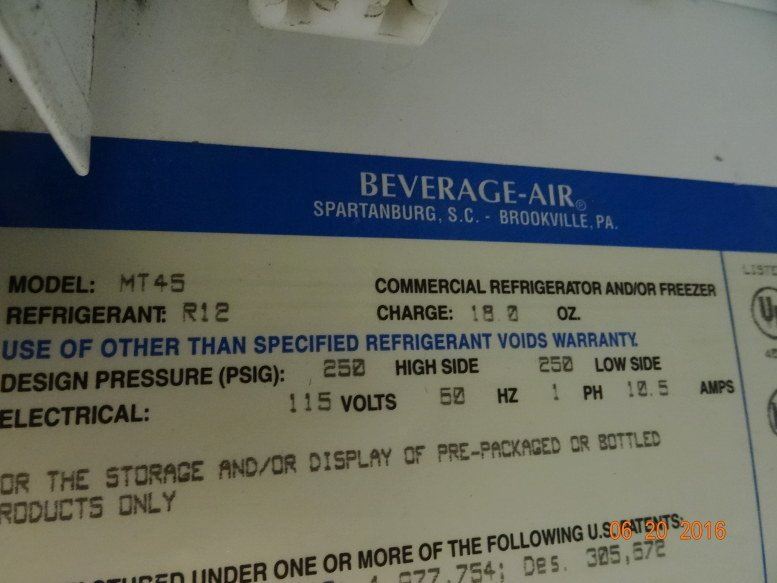 BEVERAGE-AIR®
SPARTANBURG, S.C. - BROOKVILLE, PA.
MODEL: MT45 COMMERCIAL REFRIGERATOR AND/OR FREEZER
REFRIGERANT: R12 CHARGE: 18.0 OZ.
USE OF OTHER THAN SPECIFIED REFRIGERANT VOIDS WARRANTY.
DESIGN PRESSURE (PSIG): 250 HIGH SIDE 250 LOW SIDE
ELECTRICAL: 115 VOLTS 60 HZ 1 PH 10.5 AMPS
OR THE STORAGE AND/OR DISPLAY OF PRE-PACKAGED OR BOTTLED
RODUCTS ONLY
UNDER ONE OR MORE OF THE FOLLOWING U.S. PATENTS:
977,754; Des. 305,672
LISTE
06 20 2016